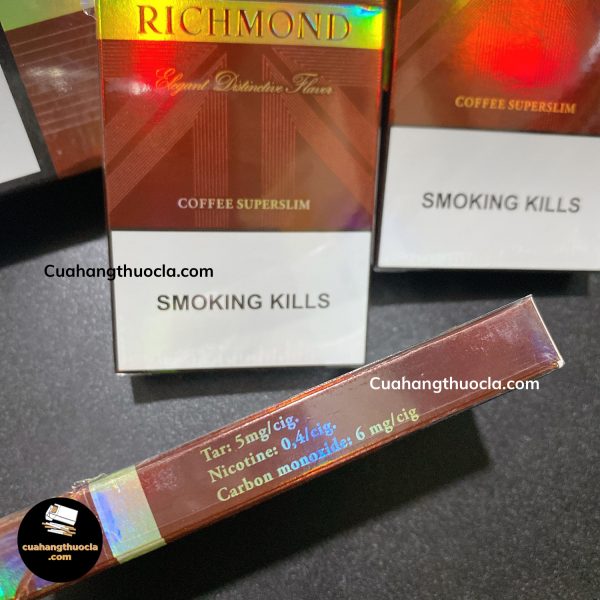 RICHMOND
Elegant Distinctive Flavor
COFFEE SUPERSLIM
SMOKING KILLS
COFFEE SUPERSLIM
SMOKING KILLS
Cuahangthuocla.com
Cuahangthuocla.com
Tar: 5mg/cig.
Nicotine: 0,4/cig.
Carbon monoxide: 6 mg/cig
cuahangthuocla
.com